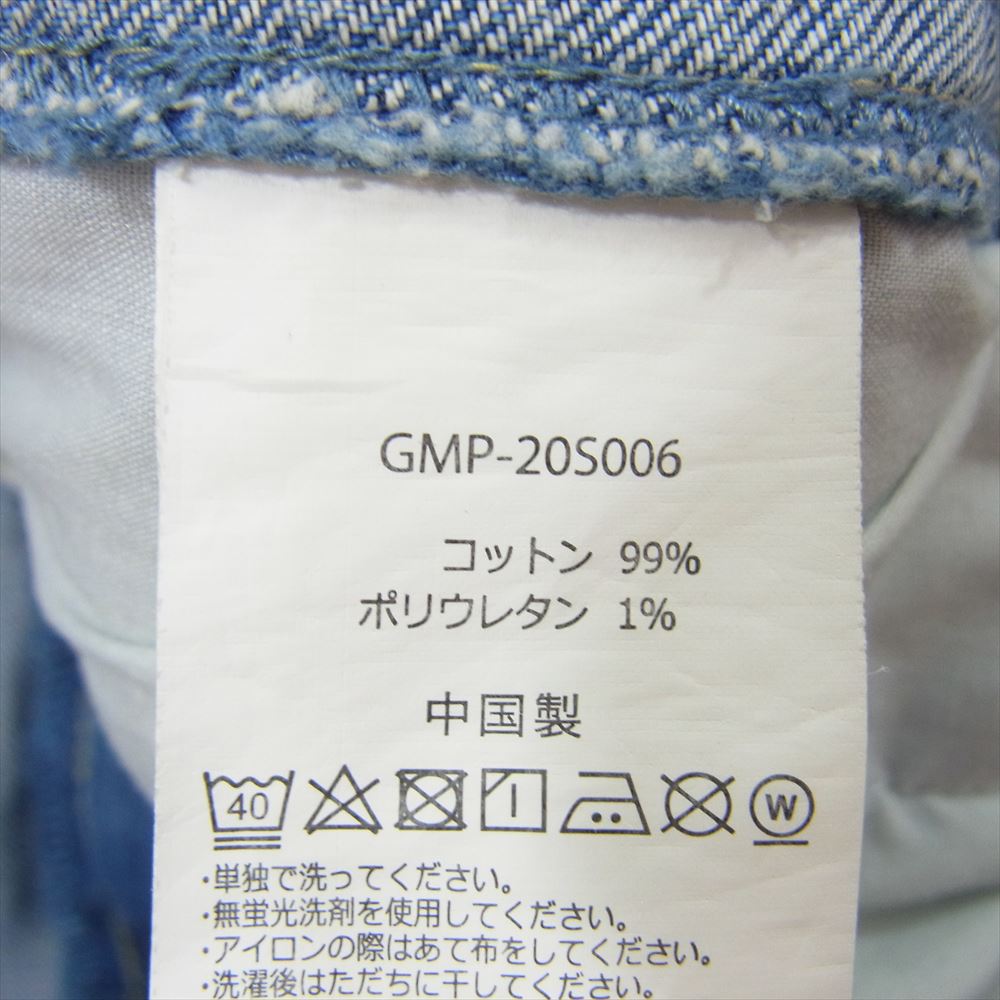 GMP-20S006
コットン 99%
ポリウレタン 1%
中国製
40 W
・単独で洗ってください。
・無蛍光洗剤を使用してください。
・アイロンの際はあて布をしてください。
・洗濯後はただちに干してください。